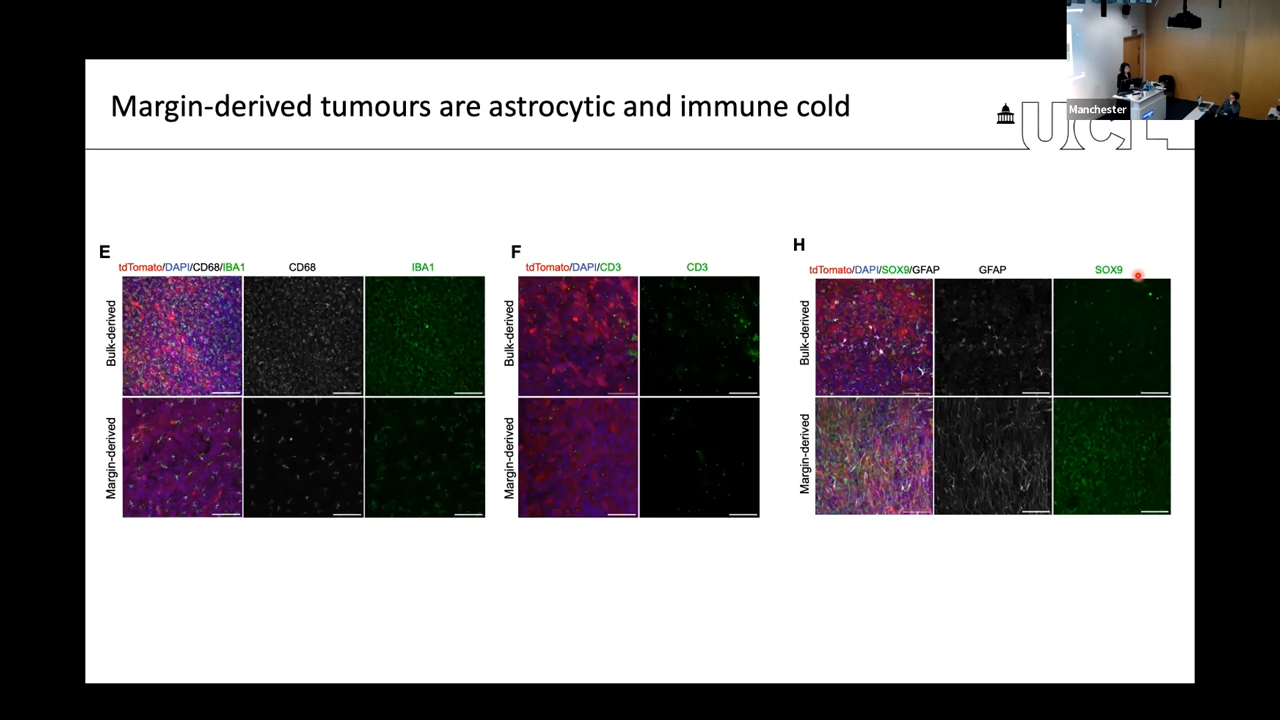 Margin-derived tumours are astrocytic and immune cold
UCL
Manchester
E
tdTomato/DAPI/CD68/IBA1
CD68
IBA1
Bulk-derived
Margin-derived
F
tdTomato/DAPI/CD3
CD3
Bulk-derived
Margin-derived
H
tdTomato/DAPI/SOX9/GFAP
GFAP
SOX9
Bulk-derived
Margin-derived